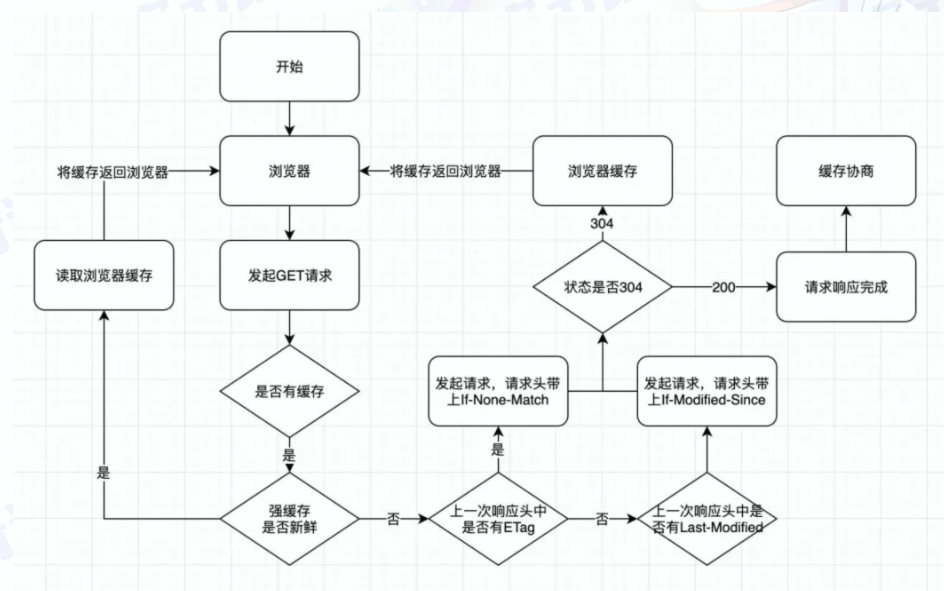 开始
将缓存返回浏览器
浏览器
将缓存返回浏览器
浏览器缓存
缓存协商
304
读取浏览器缓存
发起GET请求
状态是否304
200
请求响应完成
是否有缓存
发起请求，请求头带
上If-None-Match
发起请求，请求头带
上If-Modified-Since
是
是
是
强缓存
是否新鲜
否
上一次响应头中
是否有ETag
否
上一次响应头中是
否有Last-Modified